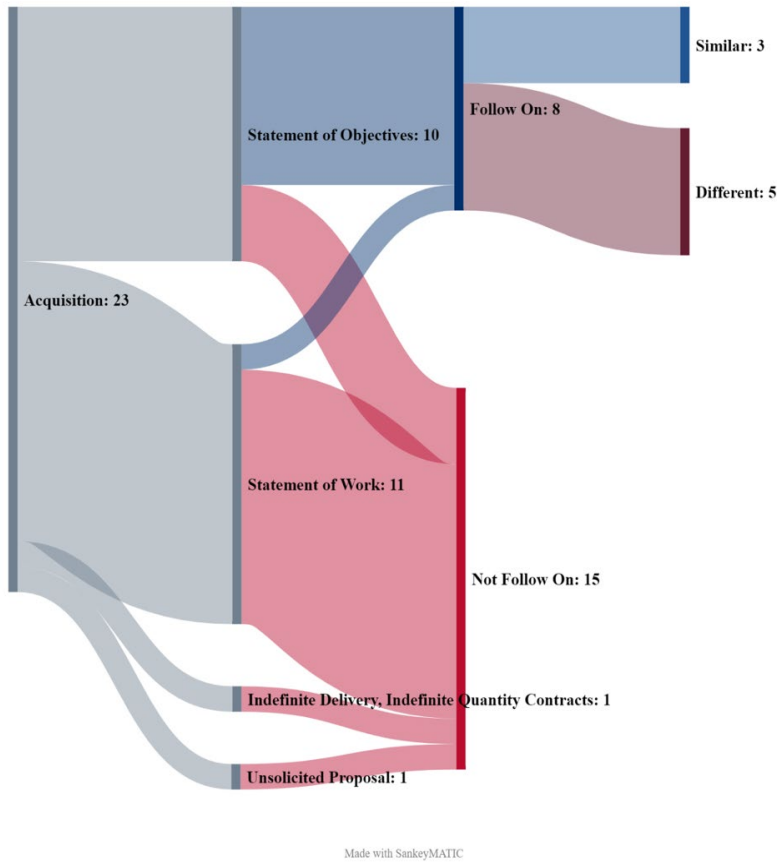 Similar: 3
Statement of Objectives: 10
Follow On: 8
Different: 5
Acquisition: 23
Statement of Work: 11
Not Follow On: 15
Indefinite Delivery, Indefinite Quantity Contracts: 1
Unsolicited Proposal: 1
Made with SankeyMATIC